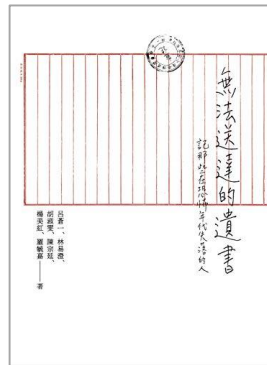 無法送達的遺書
記那些在恐怖年代失落的人
呂蒼一、林易澄、
胡淑雯、陳宗延、
楊美紅、羅毓嘉——著